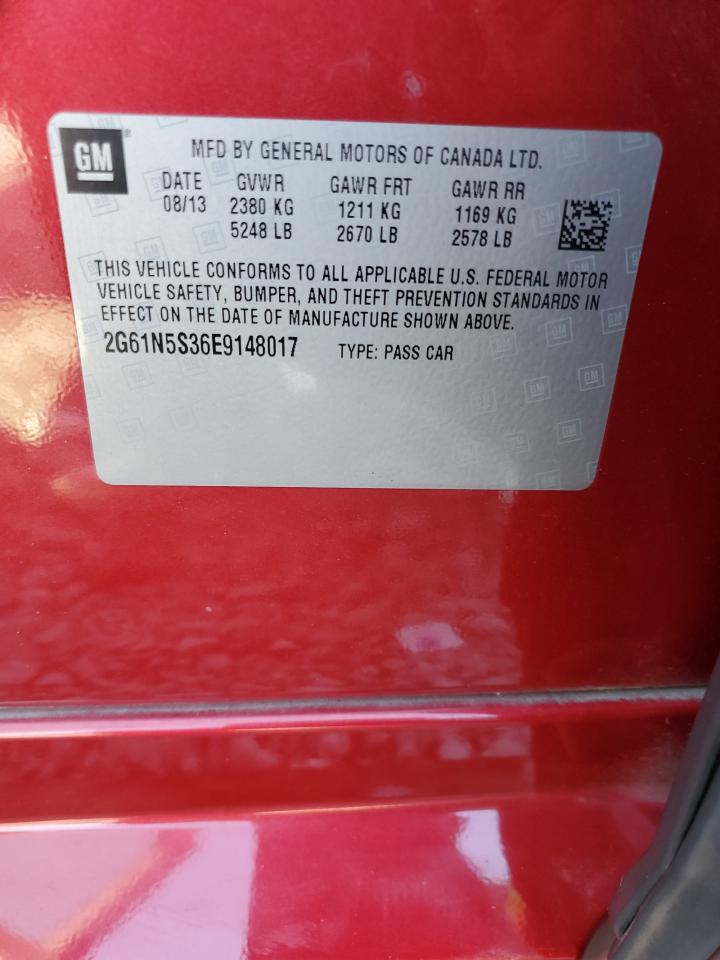 GM
MFD BY GENERAL MOTORS OF CANADA LTD.
DATE GVWR GAWR FRT GAWR RR
08/13 2380 KG 1211 KG 1169 KG
5248 LB 2670 LB 2578 LB
THIS VEHICLE CONFORMS TO ALL APPLICABLE U.S. FEDERAL MOTOR
VEHICLE SAFETY, BUMPER, AND THEFT PREVENTION STANDARDS IN
EFFECT ON THE DATE OF MANUFACTURE SHOWN ABOVE.
2G61N5S36E9148017 TYPE: PASS CAR